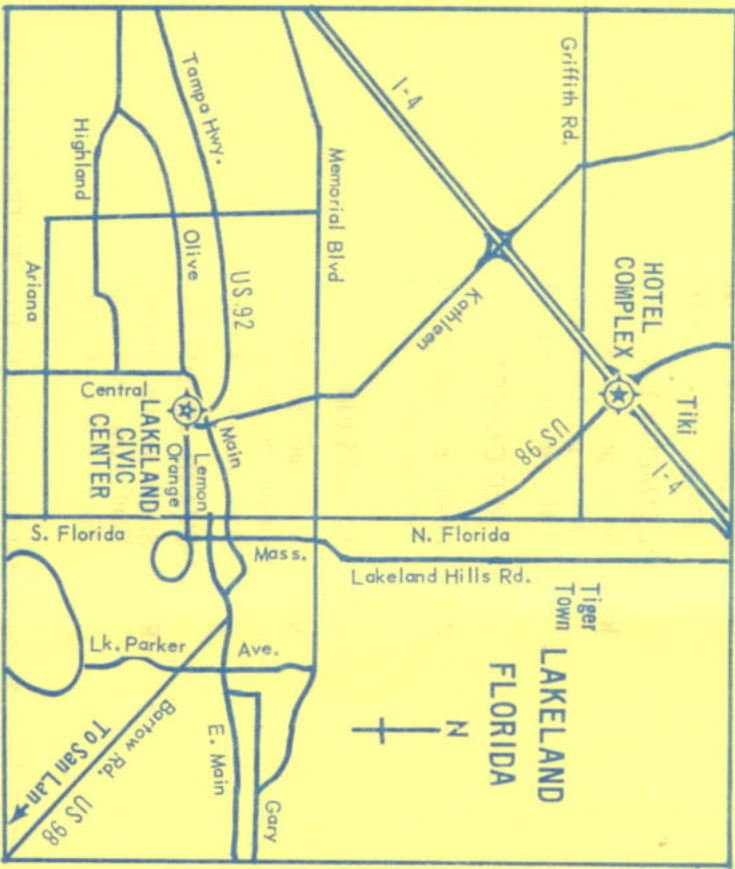 Griffith Rd.
I-4
Tampa Hwy.
Highland
Memorial Blvd
HOTEL
COMPLEX
Olive
US 92
Ariana
Kathleen
Tiki
I-4
US 98
Central
LAKELAND
CIVIC
CENTER
Main
Lemon
Orange
S. Florida
N. Florida
Mass.
Lakeland Hills Rd.
Tiger
Town
LAKELAND
FLORIDA
Lk. Parker
Ave.
N
Bartow Rd.
To San Lan
US 98
E. Main
Gary